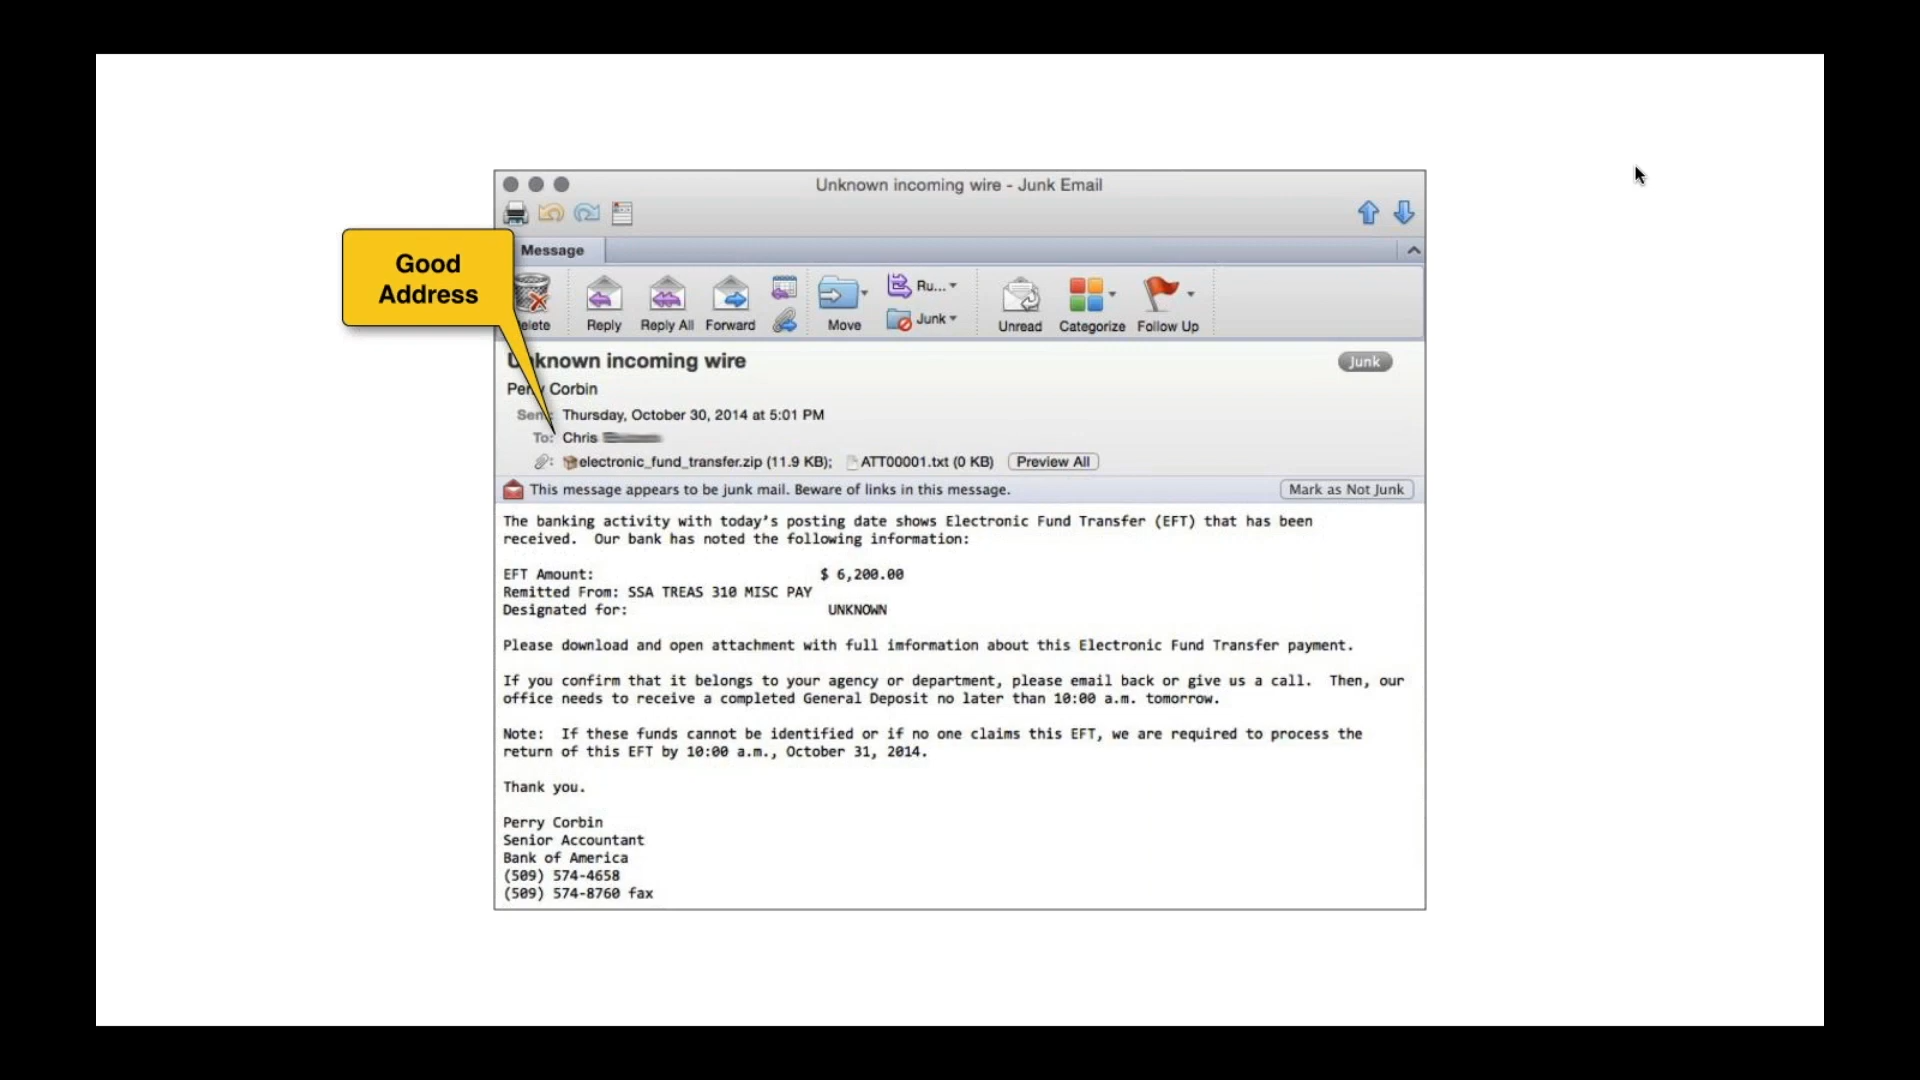 Unknown incoming wire - Junk Email
Good
Address
Message
elete
Reply
Reply All
Forward
Move
Ru...
Junk
Unread
Categorize
Follow Up
Unknown incoming wire
Junk
Perry Corbin
Sent: Thursday, October 30, 2014 at 5:01 PM
To: Chris
electronic_fund_transfer.zip (11.9 KB); ATT00001.txt (0 KB) Preview All
This message appears to be junk mail. Beware of links in this message. Mark as Not Junk
The banking activity with today's posting date shows Electronic Fund Transfer (EFT) that has been
received. Our bank has noted the following information:
EFT Amount: $ 6,200.00
Remitted From: SSA TREAS 310 MISC PAY
Designated for: UNKNOWN
Please download and open attachment with full imformation about this Electronic Fund Transfer payment.
If you confirm that it belongs to your agency or department, please email back or give us a call. Then, our
office needs to receive a completed General Deposit no later than 10:00 a.m. tomorrow.
Note: If these funds cannot be identified or if no one claims this EFT, we are required to process the
return of this EFT by 10:00 a.m., October 31, 2014.
Thank you.
Perry Corbin
Senior Accountant
Bank of America
(509) 574-4658
(509) 574-8760 fax